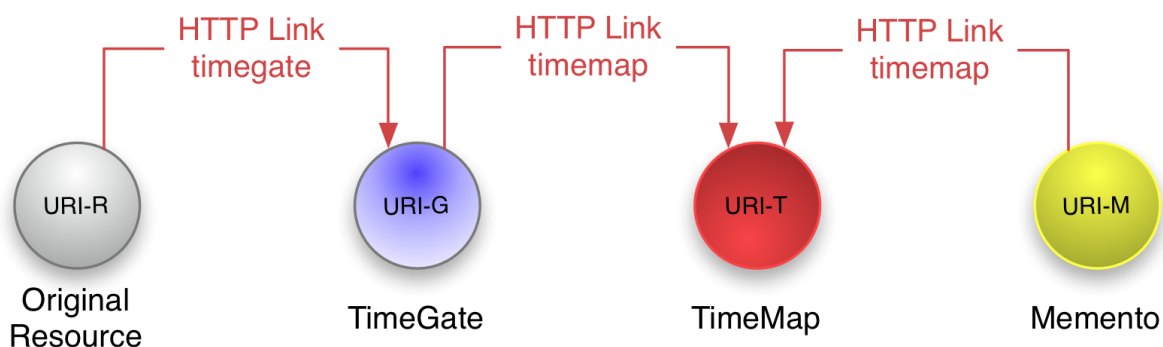 HTTP Link
timegate
HTTP Link
timemap
HTTP Link
timemap
URI-R
URI-G
URI-T
URI-M
Original
Resource
TimeGate
TimeMap
Memento